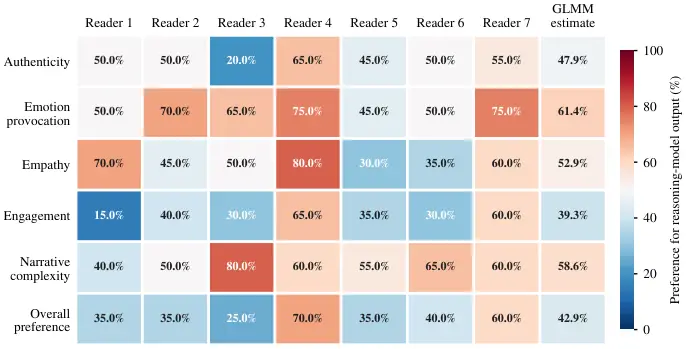 Reader 1 Reader 2 Reader 3 Reader 4 Reader 5 Reader 6 Reader 7 GLMM estimate
Authenticity 50.0% 50.0% 20.0% 65.0% 45.0% 50.0% 55.0% 47.9%
Emotion provocation 50.0% 70.0% 65.0% 75.0% 45.0% 50.0% 75.0% 61.4%
Empathy 70.0% 45.0% 50.0% 80.0% 30.0% 35.0% 60.0% 52.9%
Engagement 15.0% 40.0% 30.0% 65.0% 35.0% 30.0% 60.0% 39.3%
Narrative complexity 40.0% 50.0% 80.0% 60.0% 55.0% 65.0% 60.0% 58.6%
Overall preference 35.0% 35.0% 25.0% 70.0% 35.0% 40.0% 60.0% 42.9%
100
80
60
40
20
0
Preference for reasoning-model output (%)